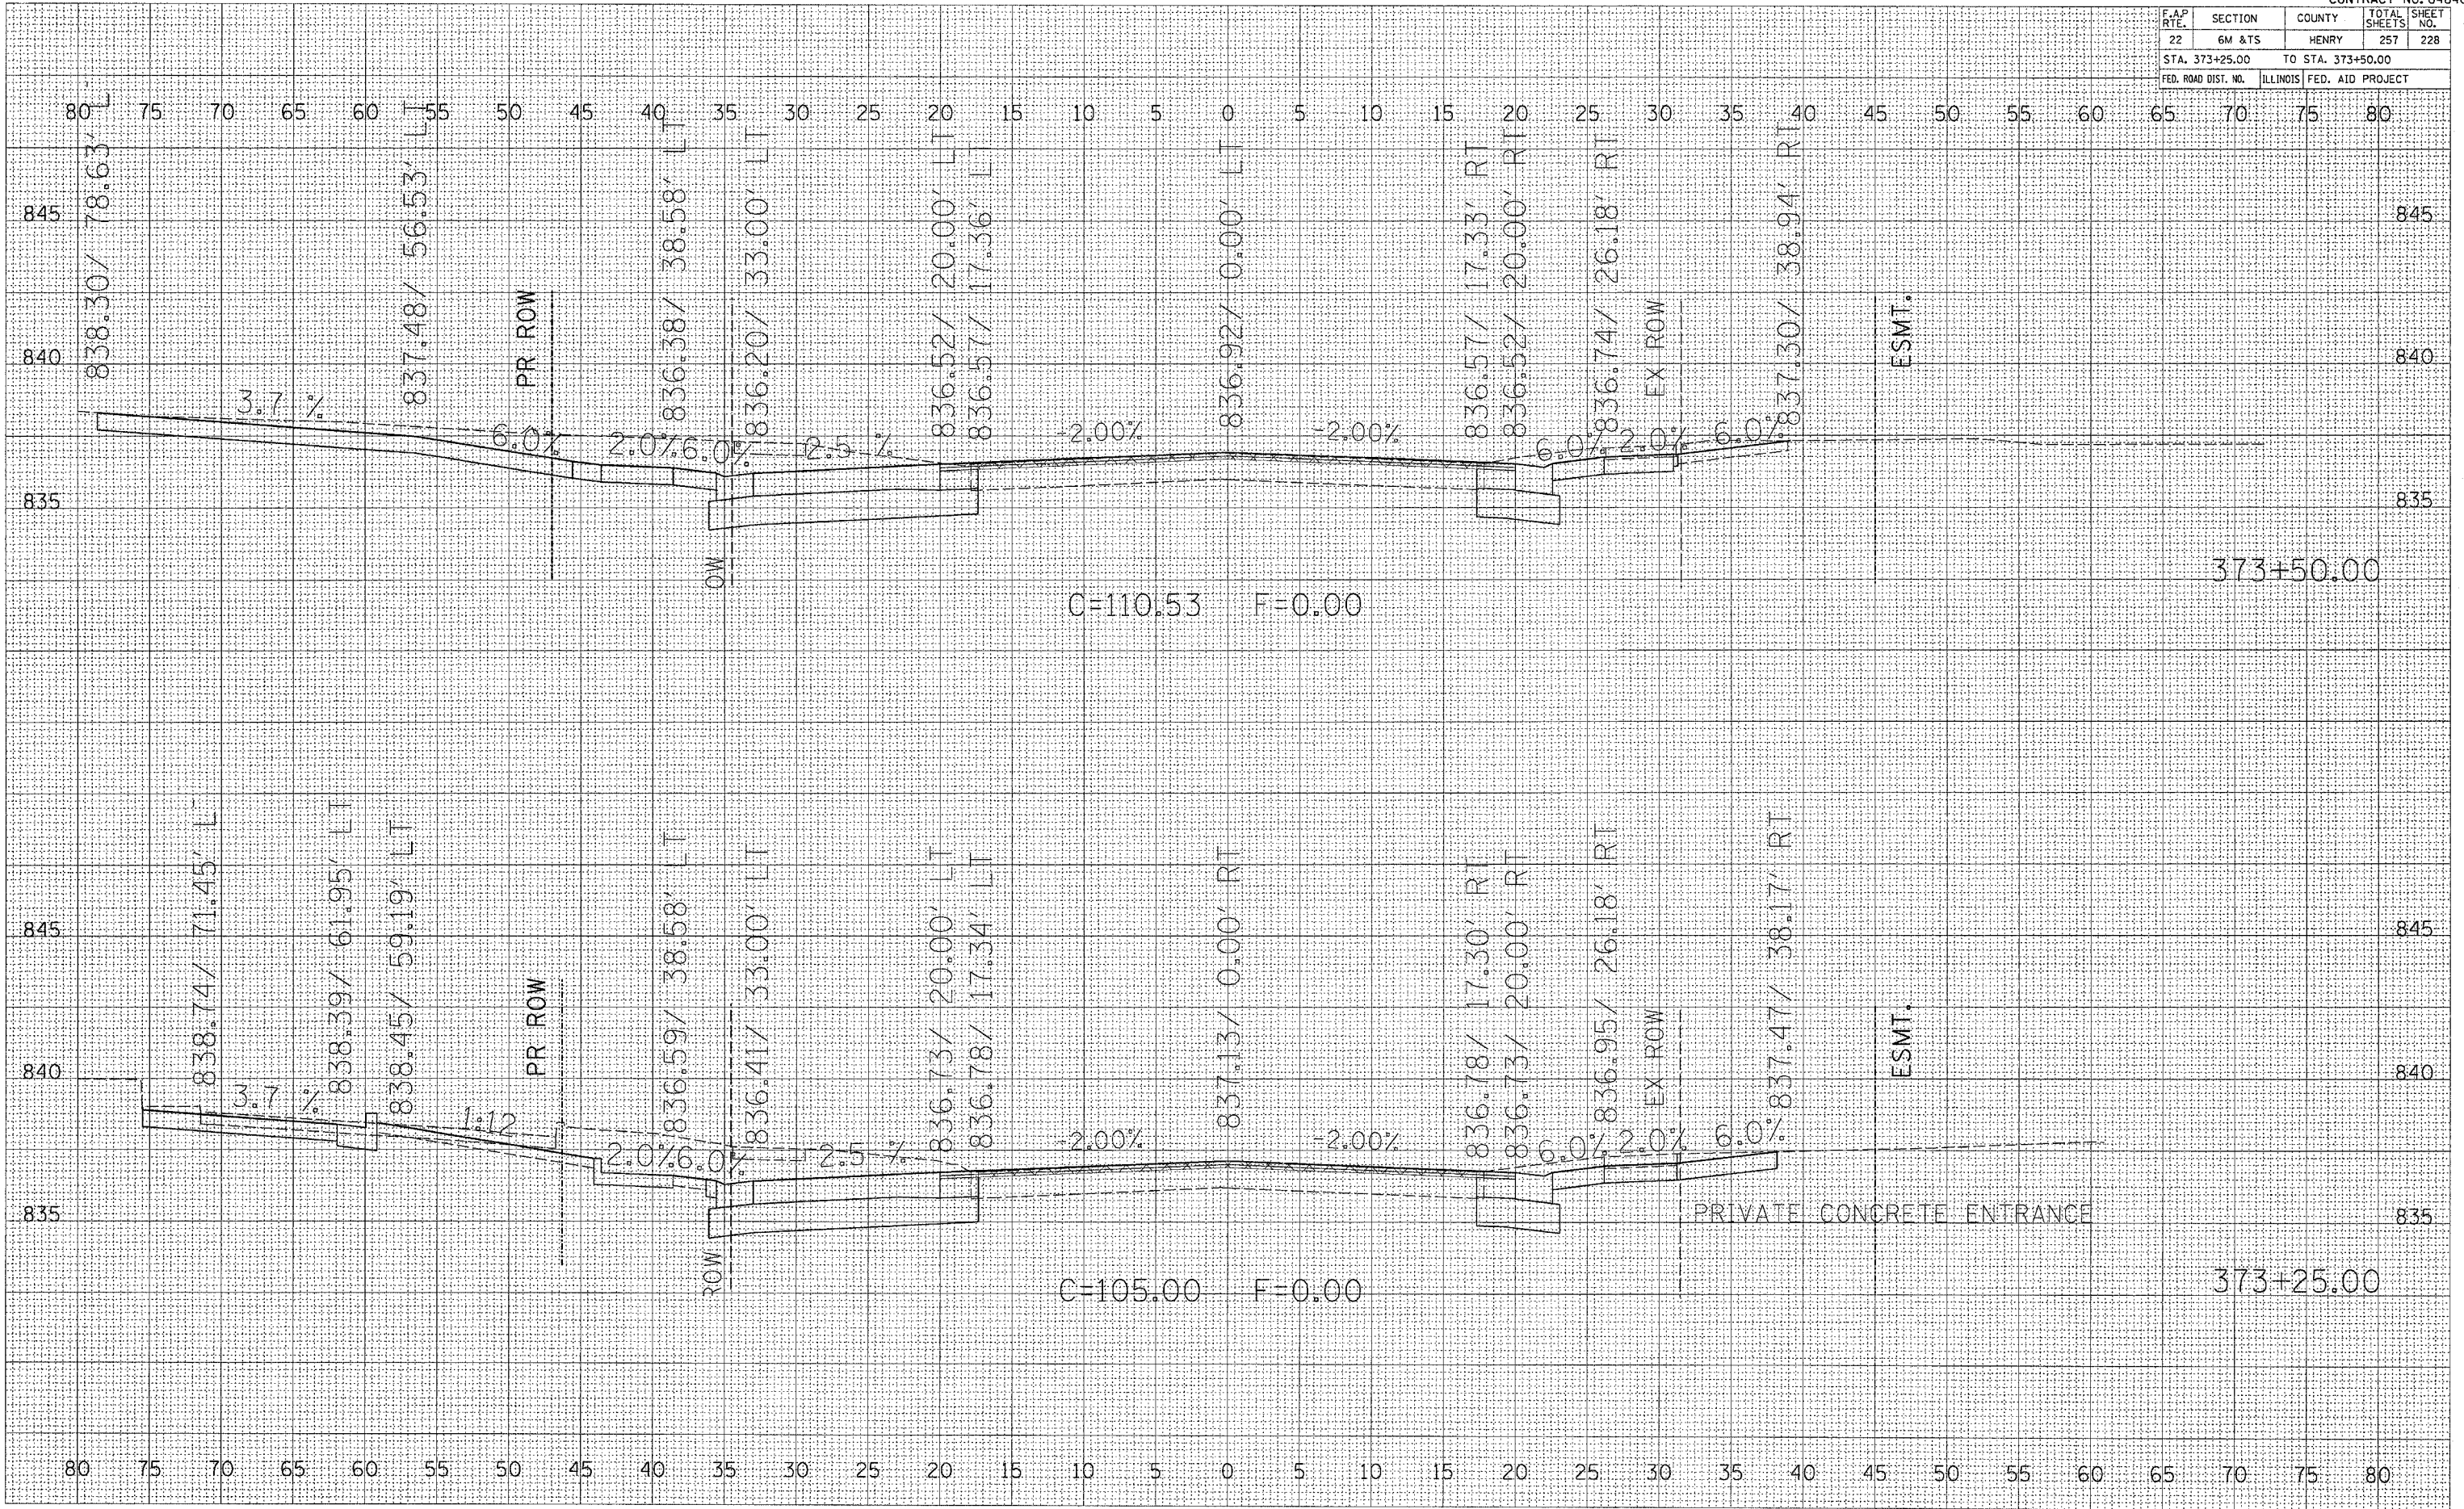 CONTRACT NO.
F.A.P RTE. SECTION COUNTY TOTAL SHEETS SHEET NO.
22 6M &TS HENRY 257 228
STA. 373+25.00 TO STA. 373+50.00
FED. ROAD DIST. NO. ILLINOIS FED. AID PROJECT
80 75 70 65 60 55 50 45 40 35 30 25 20 15 10 5 0 5 10 15 20 25 30 35 40 45 50 55 60 65 70 75 80
838.30/ 78.63' L
837.48/ 56.53' LT
PR ROW
836.38/ 38.58' LT
836.20/ 33.00' LT
836.52/ 20.00' LT
836.57/ 17.36' LT
836.92/ 0.00' LT
836.57/ 17.33' RT
836.52/ 20.00' RT
836.74/ 26.18' RT
EX ROW
837.30/ 38.94' RT
ESMT.
845 845
840 840
3.7 % 6.0% 2.0% 6.0% -2.5 % -2.00% -2.00% 6.0% 2.0% 6.0%
835 835
OW
373+50.00
C=110.53 F=0.00
838.74/ 71.45' L
838.39/ 61.95' LT
838.45/ 59.19' LT
PR ROW
836.59/ 38.58' LT
836.41/ 33.00' LT
836.73/ 20.00' LT
836.78/ 17.34' LT
837.13/ 0.00' RT
836.78/ 17.30' RT
836.73/ 20.00' RT
836.95/ 26.18' RT
EX ROW
837.47/ 38.17' RT
ESMT.
845 845
840 840
3.7 % 1:12 2.0% 6.0% -2.5 % -2.00% -2.00% 6.0% 2.0% 6.0%
835 835
PRIVATE CONCRETE ENTRANCE
ROW
373+25.00
C=105.00 F=0.00
80 75 70 65 60 55 50 45 40 35 30 25 20 15 10 5 0 5 10 15 20 25 30 35 40 45 50 55 60 65 70 75 80